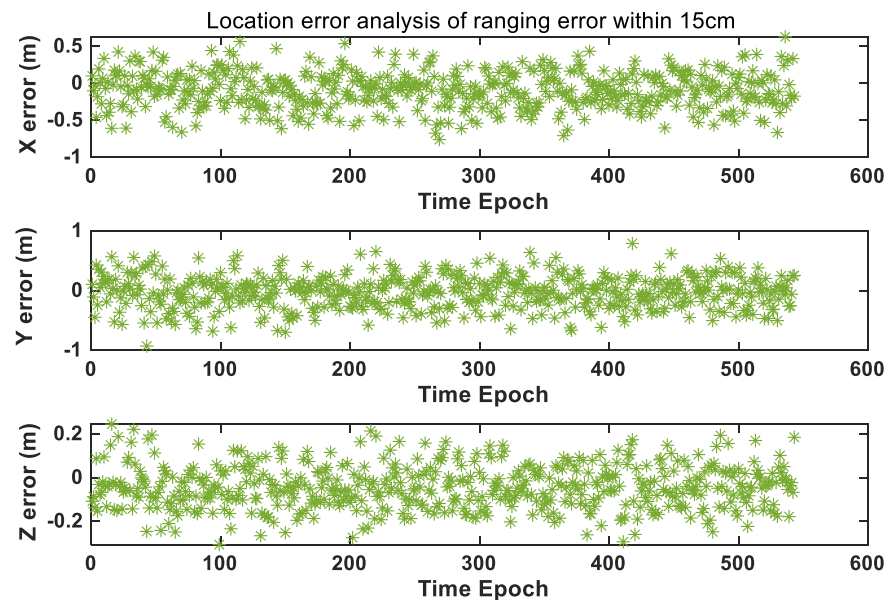 Location error analysis of ranging error within 15cm
X error (m)
0.5
0
-0.5
-1
0 100 200 300 400 500 600
Time Epoch
Y error (m)
1
0
-1
0 100 200 300 400 500 600
Time Epoch
Z error (m)
0.2
0
-0.2
0 100 200 300 400 500 600
Time Epoch